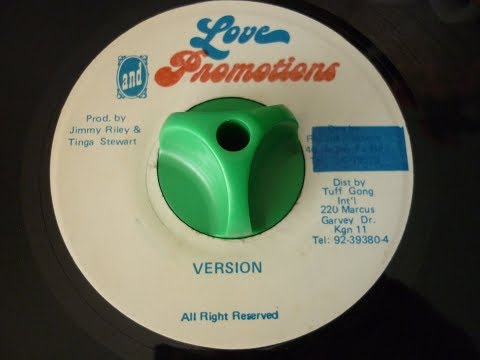 Love
and
Promotions
Prod. by
Jimmy Riley &
Tinga Stewart
Dist by
Tuff Gong
Int'l
220 Marcus
Garvey Dr.
Kgn 11
Tel: 92-39380-4
VERSION
All Right Reserved